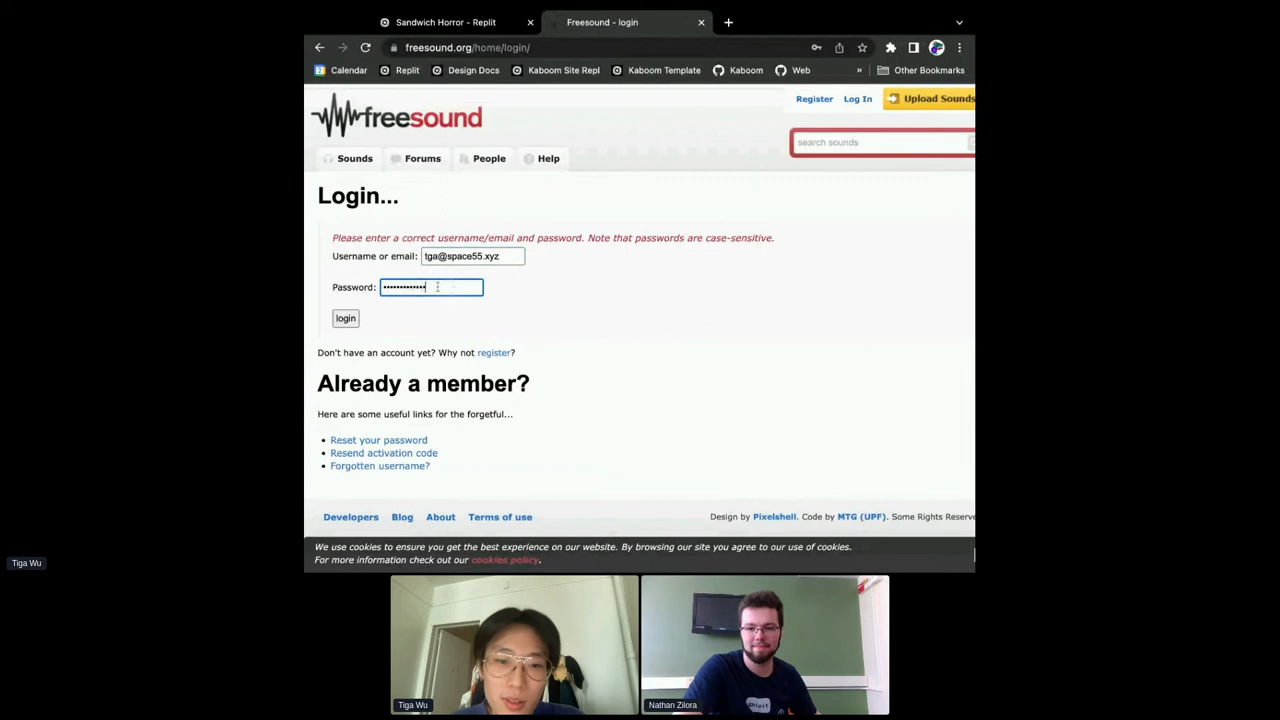 Sandwich Horror - Replit
Freesound - login
freesound.org/home/login/
Calendar
Replit
Design Docs
Kaboom Site Repl
Kaboom Template
Kaboom
Web
»
Other Bookmarks
freesound
Register
Log In
Upload Sounds
search sounds
Sounds
Forums
People
Help
Login...
Please enter a correct username/email and password. Note that passwords are case-sensitive.
Username or email: tga@space55.xyz
Password: •••••••••••••
login
Don't have an account yet? Why not register?
Already a member?
Here are some useful links for the forgetful...
• Reset your password
• Resend activation code
• Forgotten username?
Developers
Blog
About
Terms of use
Design by Pixelshell. Code by MTG (UPF). Some Rights Reserve
We use cookies to ensure you get the best experience on our website. By browsing our site you agree to our use of cookies.
For more information check out our cookies policy.
Tiga Wu
Tiga Wu
Nathan Zilora